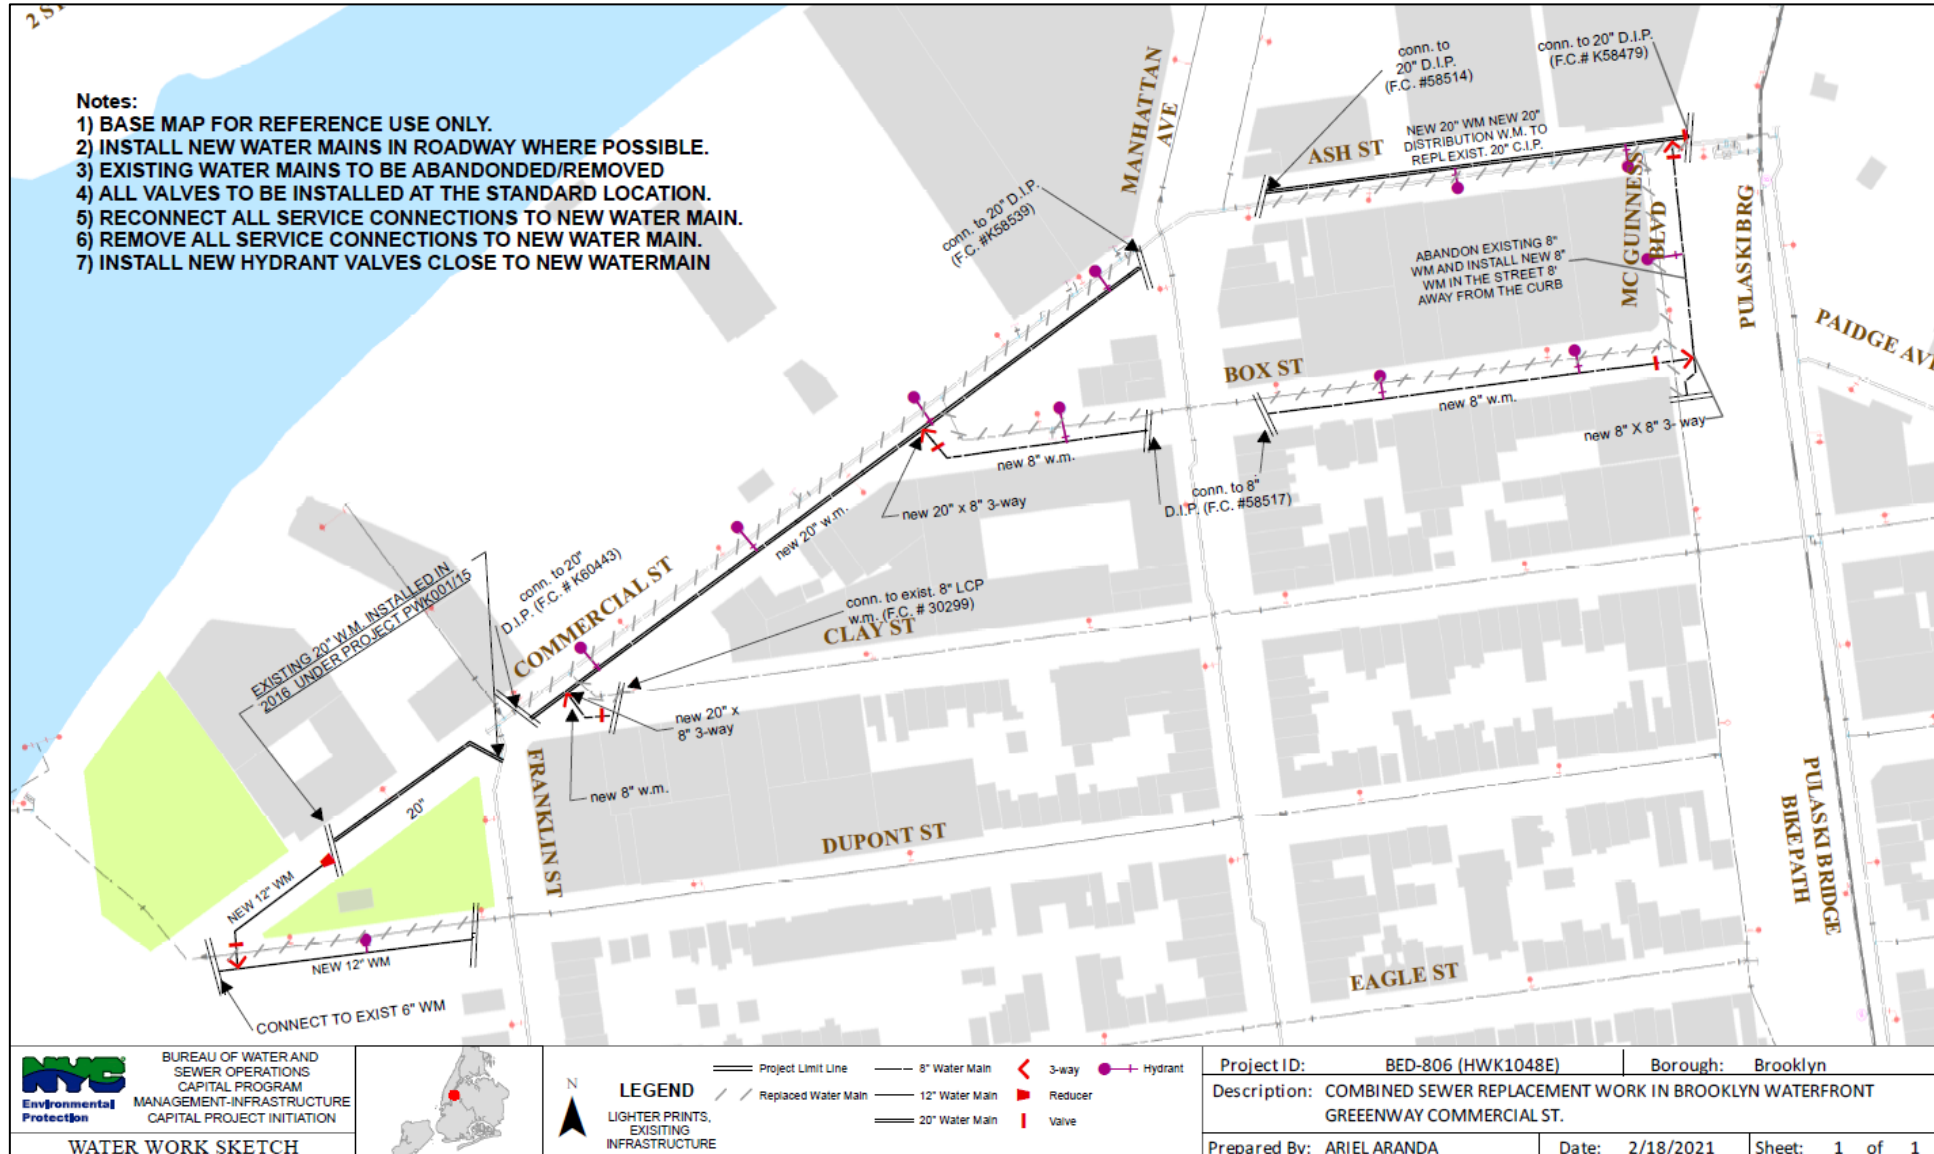 2 S
Notes:
1) BASE MAP FOR REFERENCE USE ONLY.
2) INSTALL NEW WATER MAINS IN ROADWAY WHERE POSSIBLE.
3) EXISTING WATER MAINS TO BE ABANDONDED/REMOVED
4) ALL VALVES TO BE INSTALLED AT THE STANDARD LOCATION.
5) RECONNECT ALL SERVICE CONNECTIONS TO NEW WATER MAIN.
6) REMOVE ALL SERVICE CONNECTIONS TO NEW WATER MAIN.
7) INSTALL NEW HYDRANT VALVES CLOSE TO NEW WATERMAIN
MANHATTAN
AVE
conn. to
20" D.I.P.
(F.C. #58514)
conn. to 20" D.I.P.
(F.C.# K58479)
NEW 20" WM NEW 20"
DISTRIBUTION W.M. TO
REPL EXIST. 20" C.I.P.
ASH ST
conn. to 20" D.I.P.
(F.C. #K58539)
MC GUINNESS
BLVD
PULASKI BRG
ABANDON EXISTING 8"
WM AND INSTALL NEW 8"
WM IN THE STREET 8'
AWAY FROM THE CURB
PAIDGE AVE
BOX ST
new 8" w.m.
new 8" X 8" 3- way
new 8" w.m.
conn. to 8"
D.I.P. (F.C. #58517)
new 20" x 8" 3-way
new 20" w.m.
conn. to 20"
D.I.P. (F.C. # K60443)
COMMERCIAL ST
conn. to exist. 8" LCP
w.m. (F.C. # 30299)
CLAY ST
EXISTING 20" W.M. INSTALLED IN
2016 UNDER PROJECT PWK001/15
new 20" x
8" 3-way
new 8" w.m.
FRANKLIN ST
20"
DUPONT ST
PULASKI BRIDGE
BIKEPATH
NEW 12" WM
NEW 12" WM
CONNECT TO EXIST 6" WM
EAGLE ST
NYC
Environmental
Protection
BUREAU OF WATER AND
SEWER OPERATIONS
CAPITAL PROGRAM
MANAGEMENT-INFRASTRUCTURE
CAPITAL PROJECT INITIATION
WATER WORK SKETCH
N
LEGEND
LIGHTER PRINTS,
EXISITING
INFRASTRUCTURE
Project Limit Line
Replaced Water Main
8" Water Main
12" Water Main
20" Water Main
3-way
Reducer
Valve
Hydrant
Project ID: BED-806 (HWK1048E) Borough: Brooklyn
Description: COMBINED SEWER REPLACEMENT WORK IN BROOKLYN WATERFRONT
GREEENWAY COMMERCIAL ST.
Prepared By: ARIEL ARANDA Date: 2/18/2021 Sheet: 1 of 1